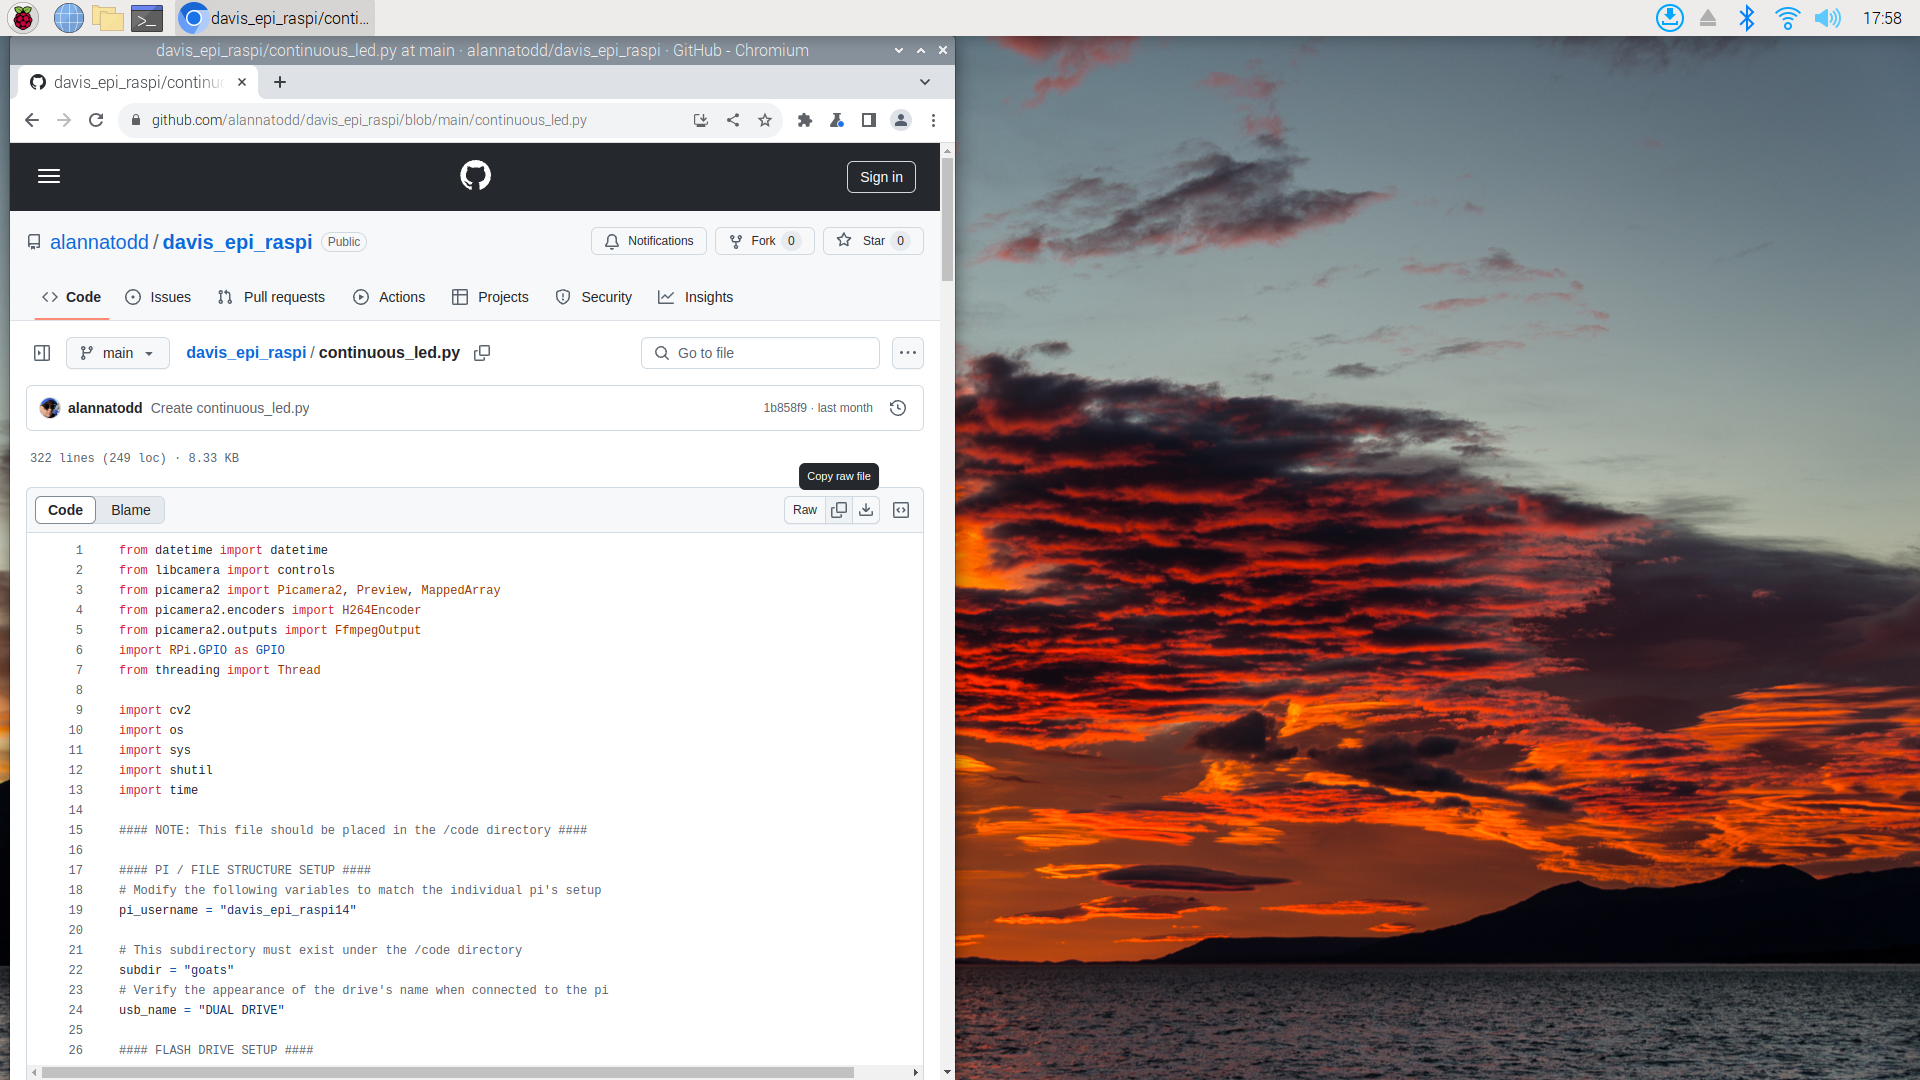 davis_epi_raspi/conti...
17:58
davis_epi_raspi/continuous_led.py at main · alannatodd/davis_epi_raspi · GitHub - Chromium
davis_epi_raspi/continuo
github.com/alannatodd/davis_epi_raspi/blob/main/continuous_led.py
Sign in
alannatodd / davis_epi_raspi Public
Notifications
Fork 0
Star 0
Code
Issues
Pull requests
Actions
Projects
Security
Insights
main
davis_epi_raspi / continuous_led.py
Go to file
alannatodd Create continuous_led.py
1b858f9 · last month
322 lines (249 loc) · 8.33 KB
Copy raw file
Code
Blame
Raw
1 from datetime import datetime
2 from libcamera import controls
3 from picamera2 import Picamera2, Preview, MappedArray
4 from picamera2.encoders import H264Encoder
5 from picamera2.outputs import FfmpegOutput
6 import RPi.GPIO as GPIO
7 from threading import Thread
8
9 import cv2
10 import os
11 import sys
12 import shutil
13 import time
14
15 #### NOTE: This file should be placed in the /code directory ####
16
17 #### PI / FILE STRUCTURE SETUP ####
18 # Modify the following variables to match the individual pi's setup
19 pi_username = "davis_epi_raspi14"
20
21 # This subdirectory must exist under the /code directory
22 subdir = "goats"
23 # Verify the appearance of the drive's name when connected to the pi
24 usb_name = "DUAL DRIVE"
25
26 #### FLASH DRIVE SETUP ####